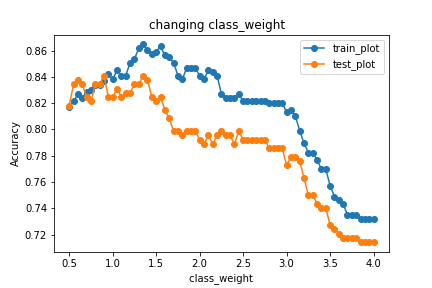 changing class_weight
train_plot
test_plot
Accuracy
0.86
0.84
0.82
0.80
0.78
0.76
0.74
0.72
0.5 1.0 1.5 2.0 2.5 3.0 3.5 4.0
class_weight